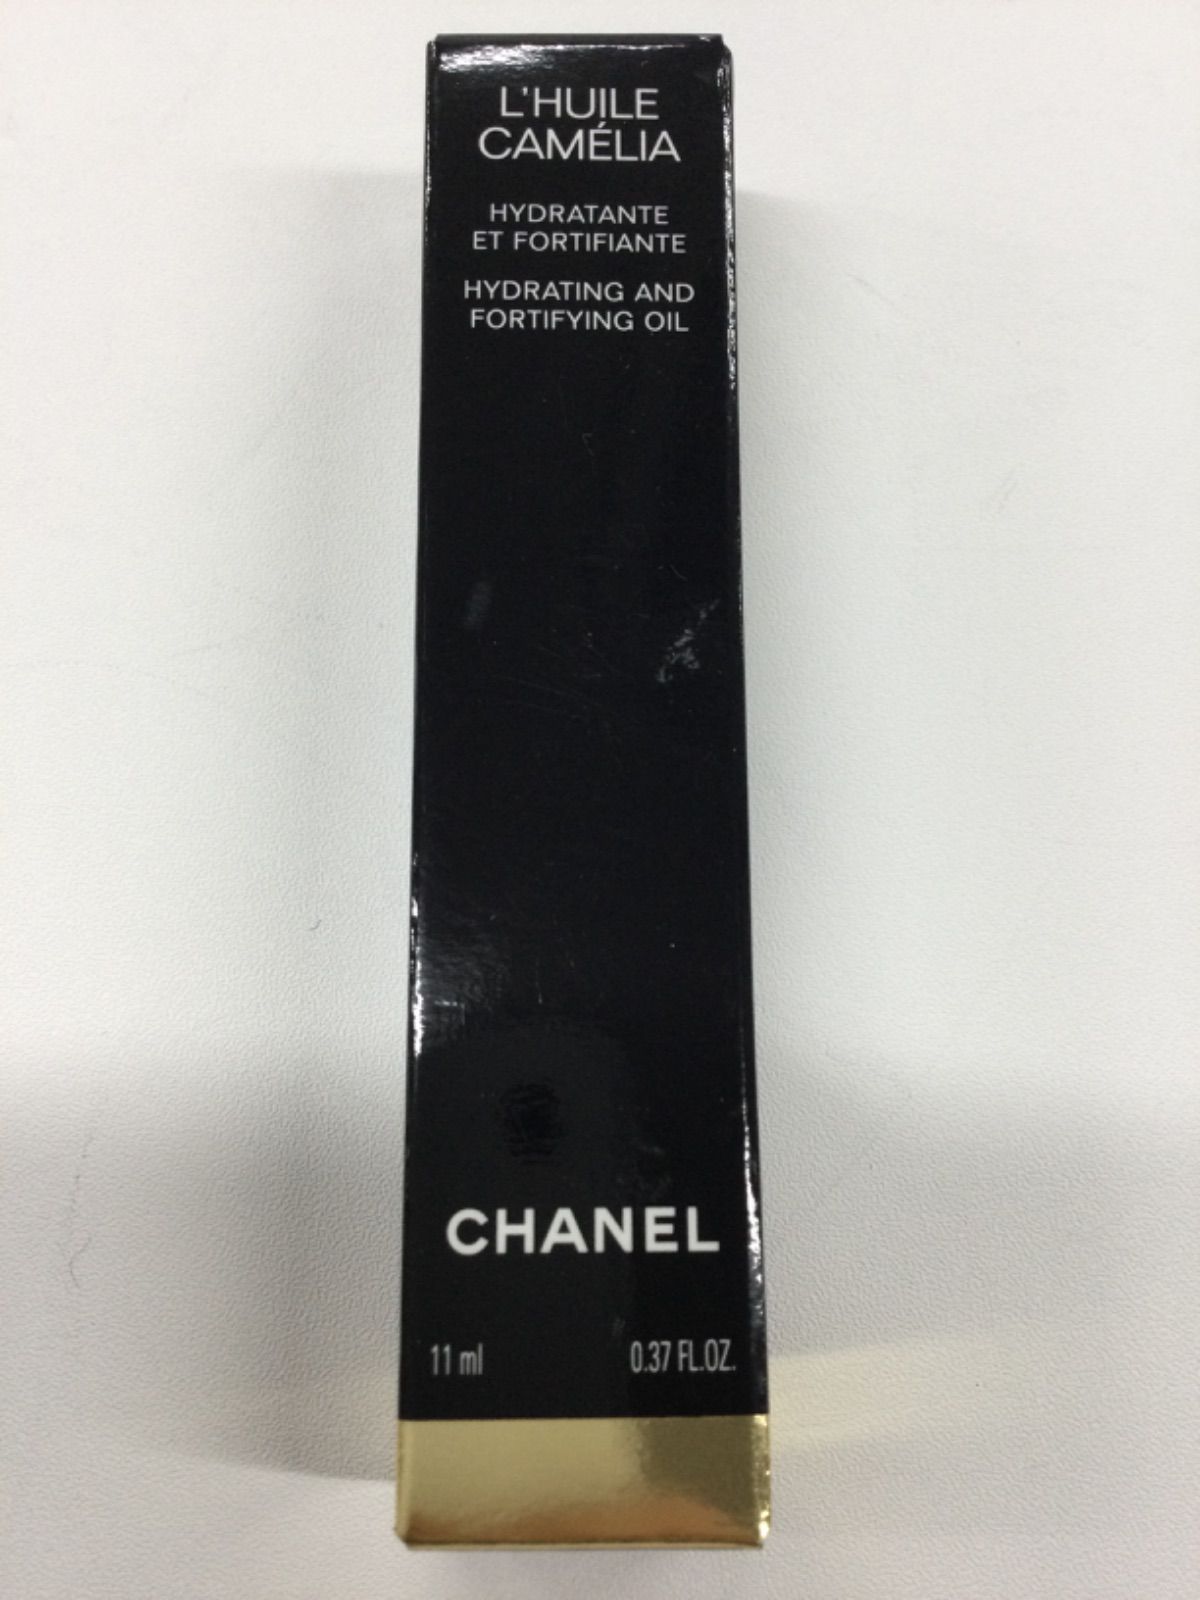 L'HUILE
CAMÉLIA
HYDRATANTE
ET FORTIFIANTE
HYDRATING AND
FORTIFYING OIL
CHANEL
11 ml 0.37 FL.OZ.